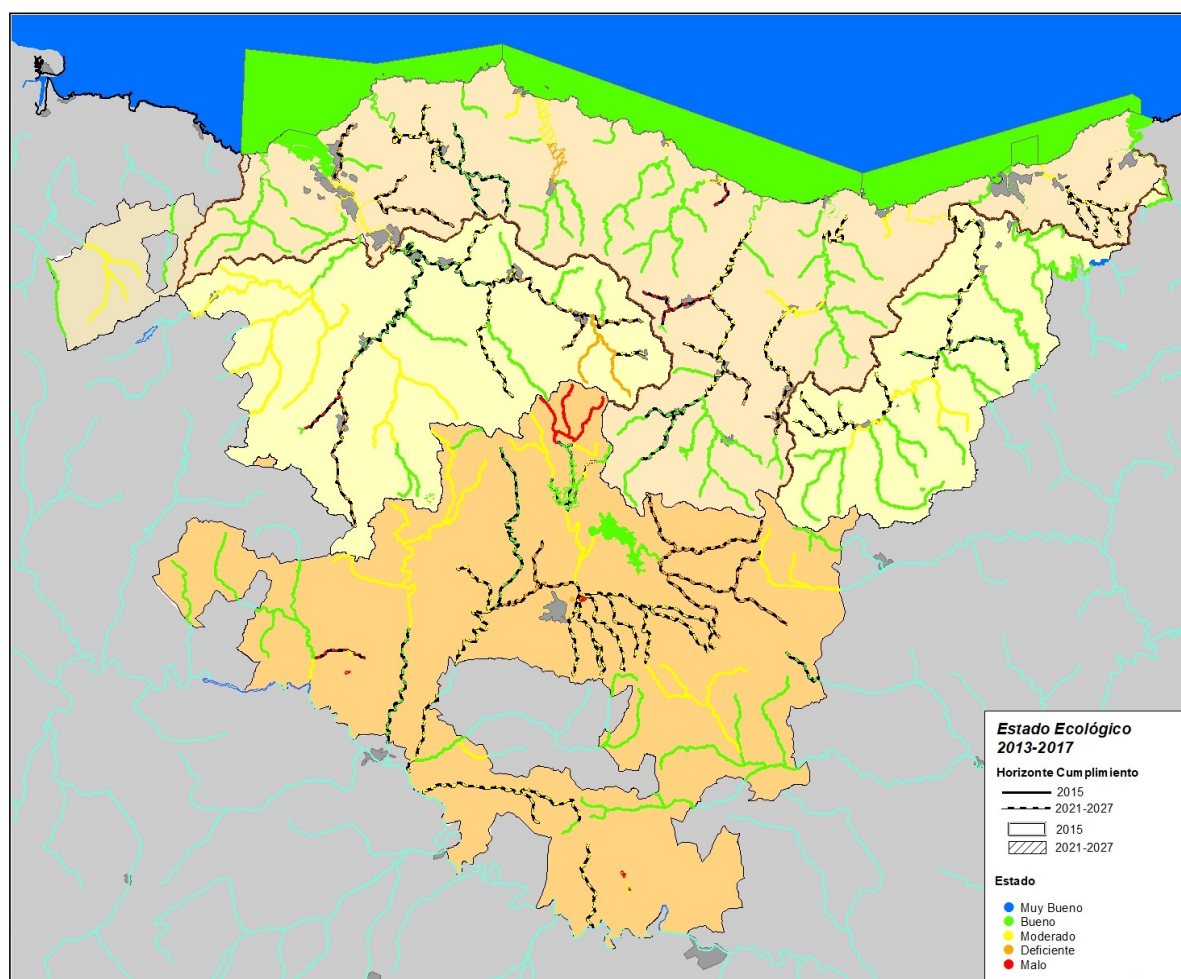 Estado Ecológico
2013-2017
Horizonte Cumplimiento
2015
2021-2027
2015
2021-2027
Estado
Muy Bueno
Bueno
Moderado
Deficiente
Malo